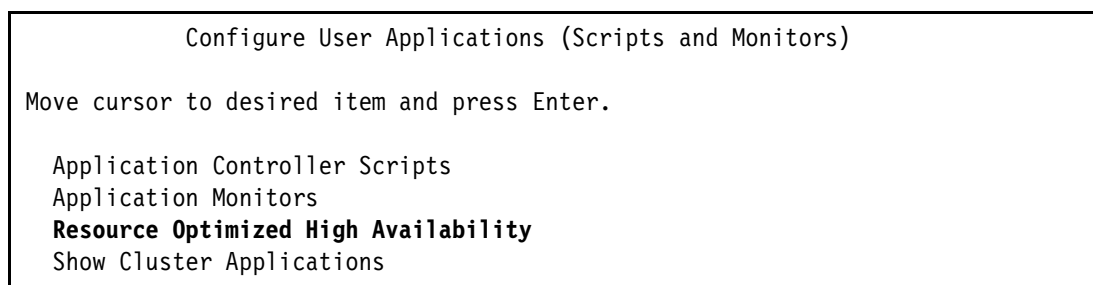 Configure User Applications (Scripts and Monitors)
Move cursor to desired item and press Enter.
Application Controller Scripts
Application Monitors
Resource Optimized High Availability
Show Cluster Applications